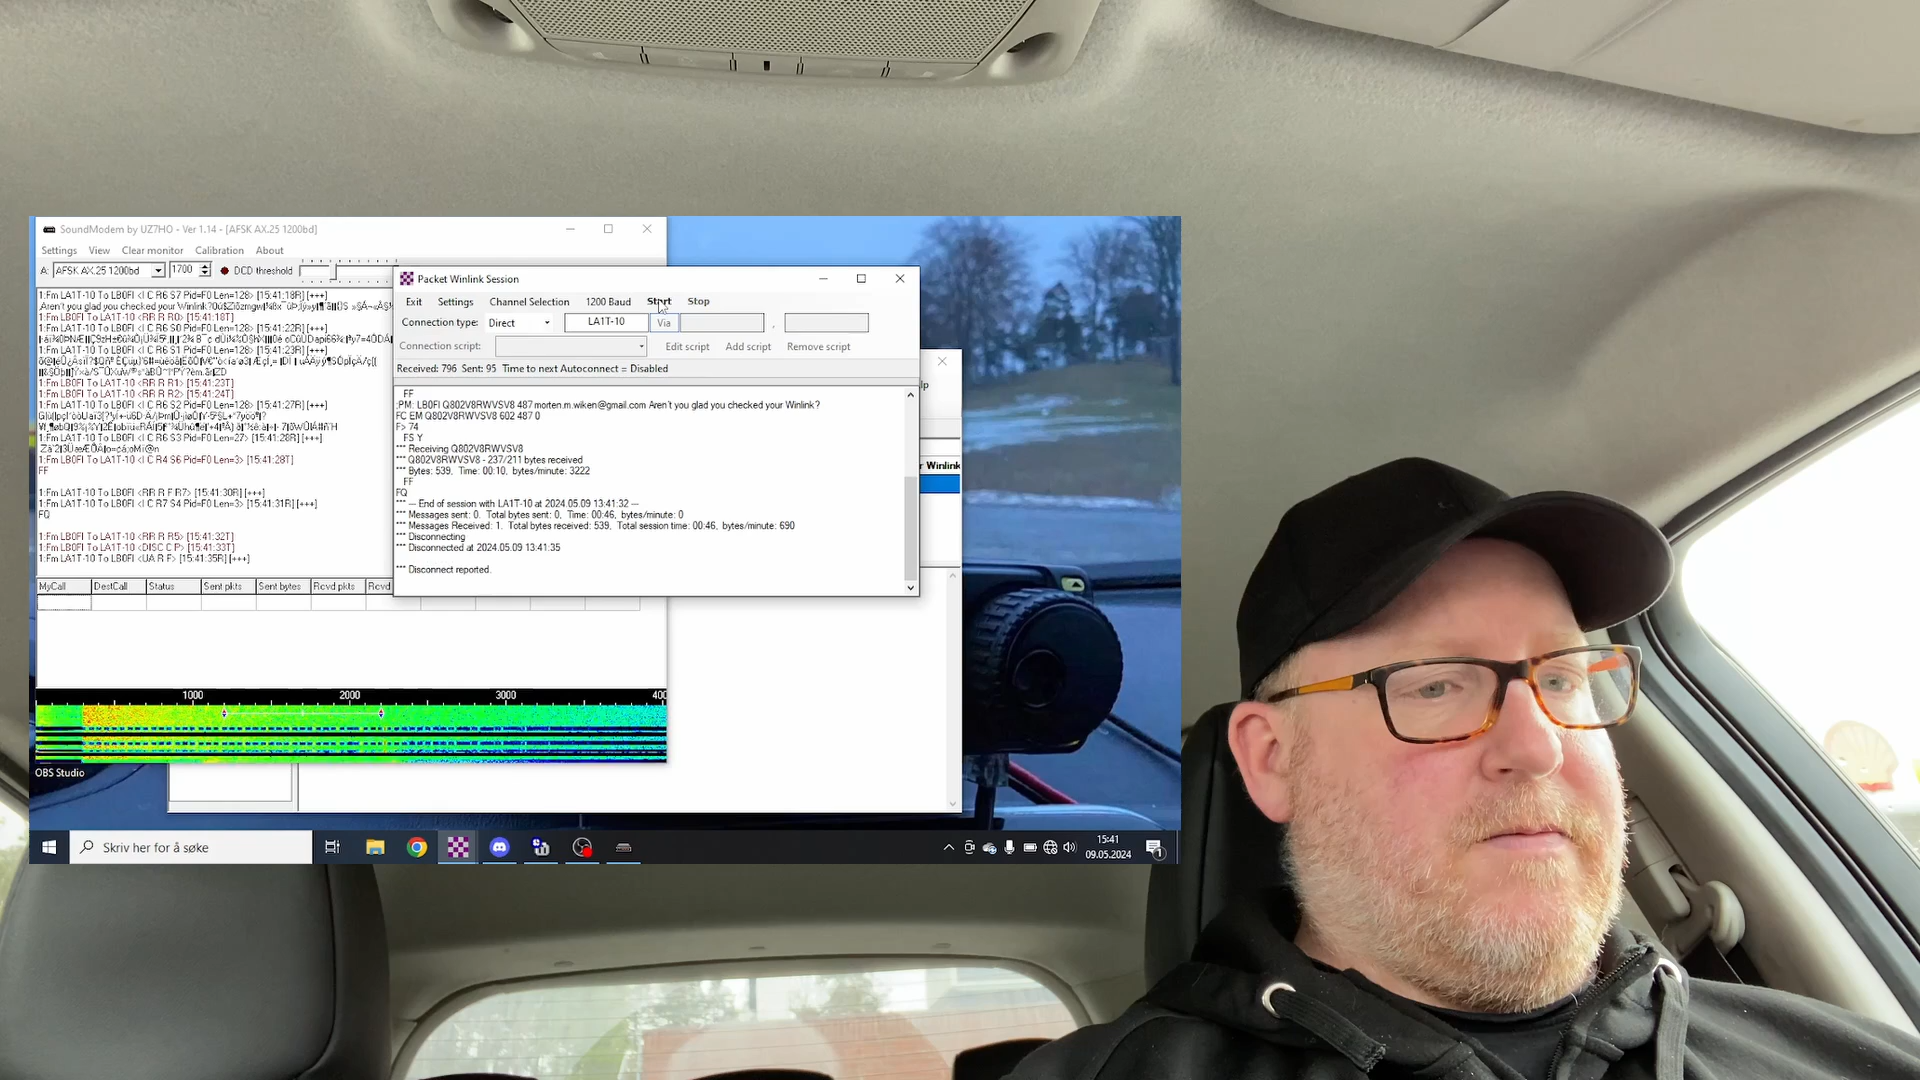 SoundModem by UZ7HO - Ver 1.14 - [AFSK AX.25 1200bd]
Settings View Clear monitor Calibration About
A: AFSK AX.25 1200bd 1700 DCD threshold
1:Fm LA1T-10 To LB0FI <I C R6 S7 Pid=F0 Len=128> [15:41:18R] [+++]
1:Fm LB0FI To LA1T-10 <RR R R0> [15:41:18T]
1:Fm LA1T-10 To LB0FI <I C R6 S0 Pid=F0 Len=128> [15:41:22R] [+++]
1:Fm LA1T-10 To LB0FI <I C R6 S1 Pid=F0 Len=128> [15:41:23R] [+++]
1:Fm LB0FI To LA1T-10 <RR R R1> [15:41:23T]
1:Fm LB0FI To LA1T-10 <RR R R2> [15:41:24T]
1:Fm LA1T-10 To LB0FI <I C R6 S2 Pid=F0 Len=128> [15:41:27R] [+++]
1:Fm LA1T-10 To LB0FI <I C R6 S3 Pid=F0 Len=27> [15:41:28R] [+++]
1:Fm LB0FI To LA1T-10 <I C R4 S6 Pid=F0 Len=3> [15:41:28T]
FF
1:Fm LA1T-10 To LB0FI <RR R F R7> [15:41:30R] [+++]
1:Fm LA1T-10 To LB0FI <I C R7 S4 Pid=F0 Len=3> [15:41:31R] [+++]
FQ
1:Fm LB0FI To LA1T-10 <RR R R5> [15:41:32T]
1:Fm LB0FI To LA1T-10 <DISC C P> [15:41:33T]
1:Fm LA1T-10 To LB0FI <UA R F> [15:41:35R] [+++]
MyCall DestCall Status Sent pkts Sent bytes Rcvd pkts Rcvd
1000 2000 3000 400
OBS Studio
Packet Winlink Session
Exit Settings Channel Selection 1200 Baud Start Stop
Connection type: Direct LA1T-10 Via ,
Connection script: Edit script Add script Remove script
Received: 796 Sent: 95 Time to next Autoconnect = Disabled
FF
;PM: LB0FI Q802V8RWVSV8 487 morten.m.wiken@gmail.com Aren't you glad you checked your Winlink?
FC EM Q802V8RWVSV8 602 487 0
F> 74
FS Y
*** Receiving Q802V8RWVSV8
*** Q802V8RWVSV8 - 237/211 bytes received
*** Bytes: 539, Time: 00:10, bytes/minute: 3222
FF
FQ
*** --- End of session with LA1T-10 at 2024.05.09 13:41:32 ---
*** Messages sent: 0. Total bytes sent: 0, Time: 00:46, bytes/minute: 0
*** Messages Received: 1. Total bytes received: 539, Total session time: 00:46, bytes/minute: 690
*** Disconnecting
*** Disconnected at 2024.05.09 13:41:35
*** Disconnect reported.
lp
r Winlink
Skriv her for å søke
15:41
09.05.2024
1